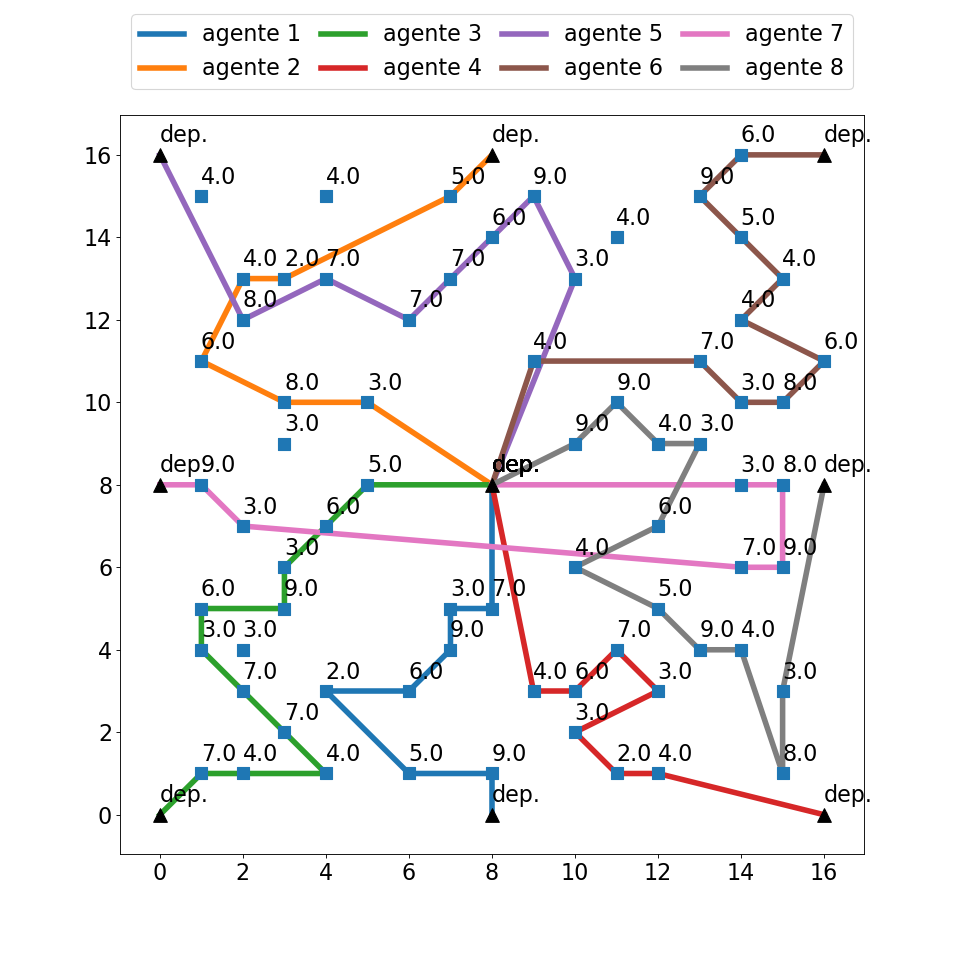 agente 1 agente 3 agente 5 agente 7
agente 2 agente 4 agente 6 agente 8
dep. dep. 6.0 dep.
16
4.0 4.0 5.0 9.0 9.0
6.0 4.0 5.0
14
4.0 2.0 7.0 7.0 3.0 4.0
8.0 7.0 4.0
12
6.0 4.0 7.0 6.0
8.0 3.0 9.0 3.0 8.0
10
3.0 9.0 4.0 3.0
dep. 9.0 5.0 dep. 3.0 8.0 dep.
8
3.0 6.0 6.0
3.0 4.0 7.0 9.0
6
6.0 9.0 3.0 7.0 5.0
3.0 3.0 9.0 7.0 9.0 4.0
4
7.0 2.0 6.0 4.0 6.0 3.0 3.0
7.0 3.0
2
7.0 4.0 4.0 5.0 9.0 2.0 4.0 8.0
dep. dep. dep.
0
0 2 4 6 8 10 12 14 16